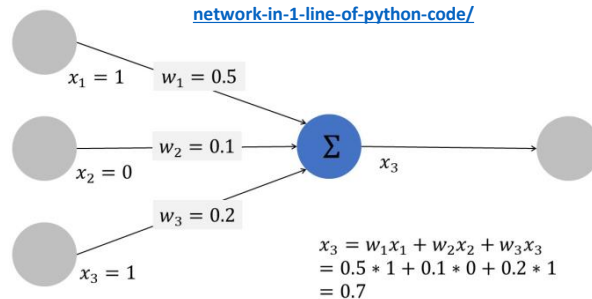 network-in-1-line-of-python-code/
x₁ = 1
w₁ = 0.5
x₂ = 0
w₂ = 0.1
Σ
x₃
w₃ = 0.2
x₃ = 1
x₃ = w₁x₁ + w₂x₂ + w₃x₃
= 0.5 * 1 + 0.1 * 0 + 0.2 * 1
= 0.7